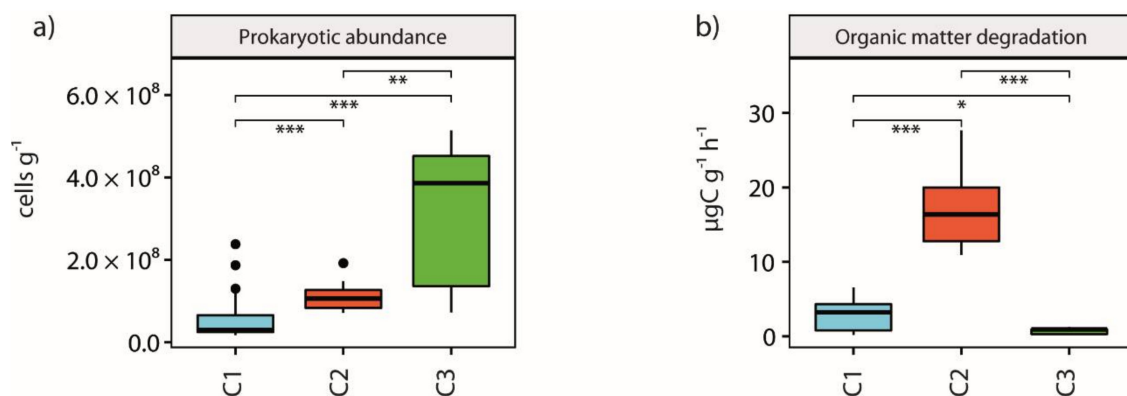 a)
Prokaryotic abundance
**
***
***
6.0 × 10⁸
4.0 × 10⁸
2.0 × 10⁸
0.0
cells g⁻¹
C1
C2
C3
b)
Organic matter degradation
***
*
***
30
20
10
0
µgC g⁻¹ h⁻¹
C1
C2
C3